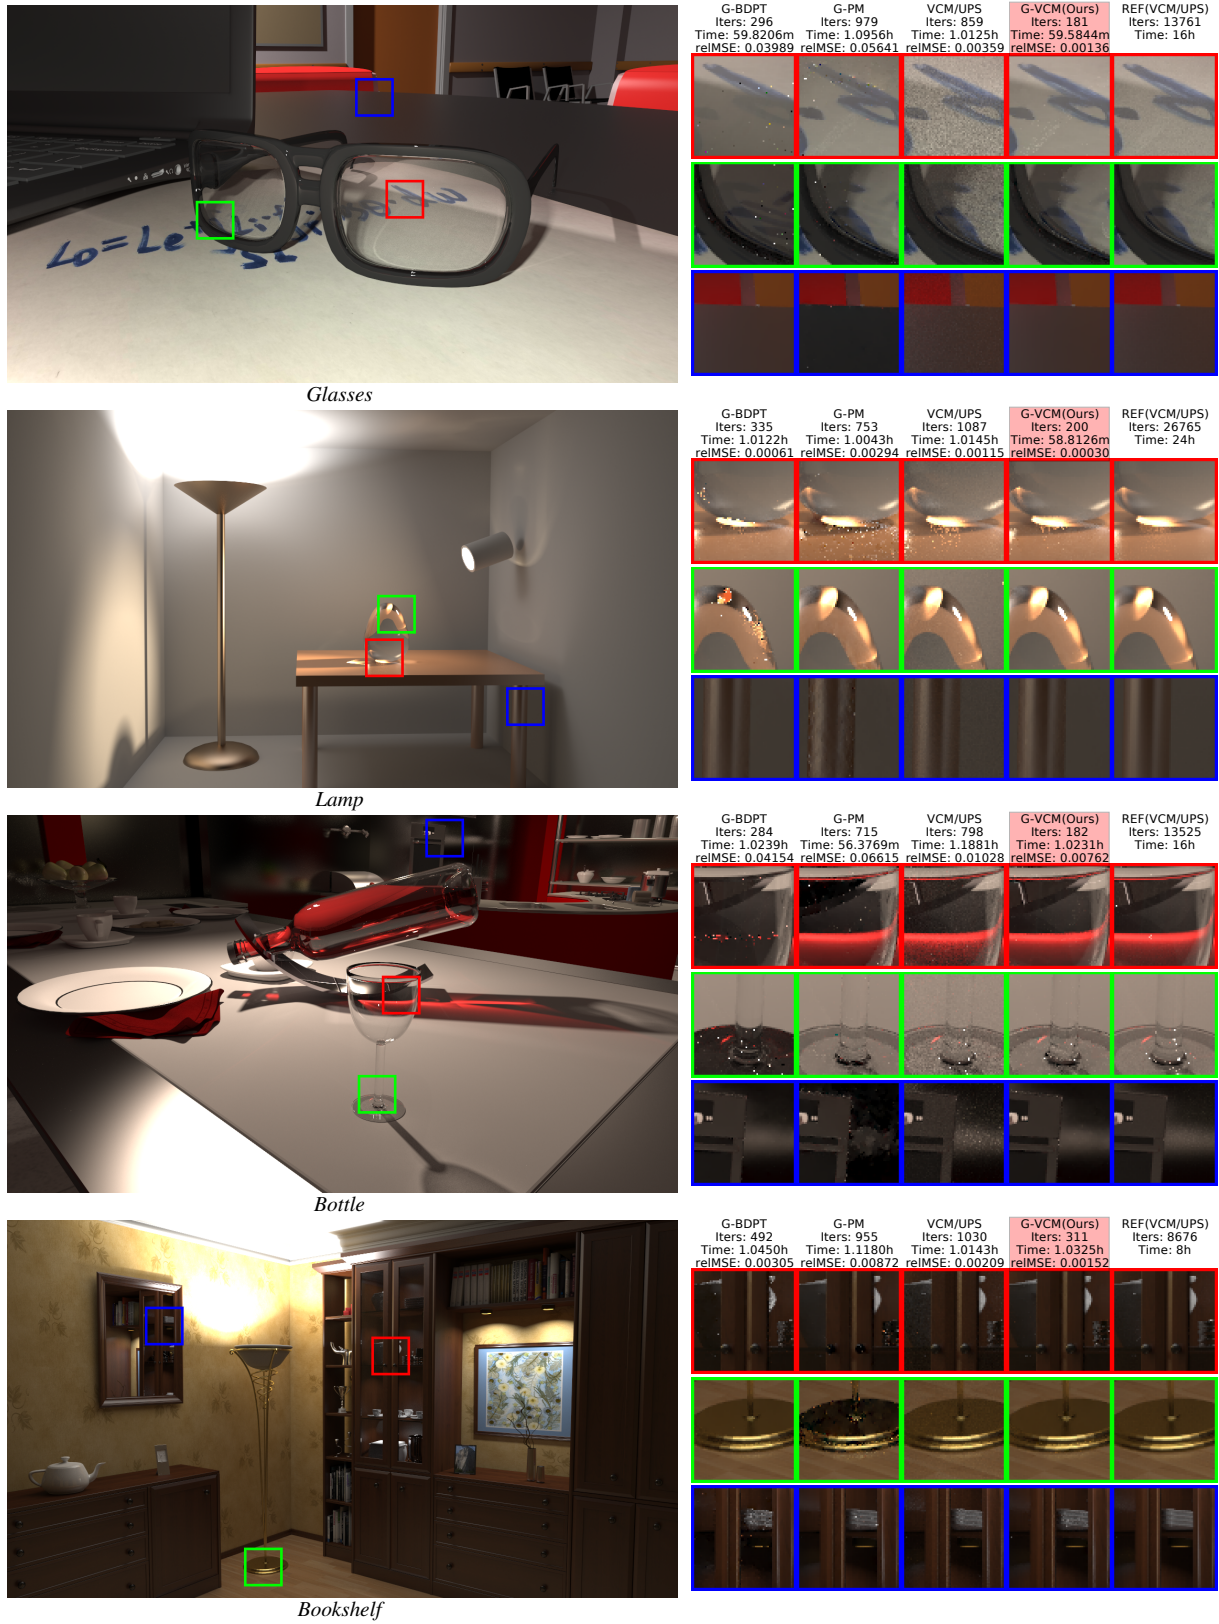 G-BDPT G-PM VCM/UPS G-VCM(Ours) REF(VCM/UPS)
Iters: 296 Iters: 979 Iters: 859 Iters: 181 Iters: 13761
Time: 59.8206m Time: 1.0956h Time: 1.0125h Time: 59.5844m Time: 16h
relMSE: 0.03989 relMSE: 0.05641 relMSE: 0.00359 relMSE: 0.00136
Glasses
G-BDPT G-PM VCM/UPS G-VCM(Ours) REF(VCM/UPS)
Iters: 335 Iters: 753 Iters: 1087 Iters: 200 Iters: 26765
Time: 1.0122h Time: 1.0043h Time: 1.0145h Time: 58.8126m Time: 24h
relMSE: 0.00061 relMSE: 0.00294 relMSE: 0.00115 relMSE: 0.00030
Lamp
G-BDPT G-PM VCM/UPS G-VCM(Ours) REF(VCM/UPS)
Iters: 284 Iters: 715 Iters: 798 Iters: 182 Iters: 13525
Time: 1.0239h Time: 56.3769m Time: 1.1881h Time: 1.0231h Time: 16h
relMSE: 0.04154 relMSE: 0.06615 relMSE: 0.01028 relMSE: 0.00762
Bottle
G-BDPT G-PM VCM/UPS G-VCM(Ours) REF(VCM/UPS)
Iters: 492 Iters: 955 Iters: 1030 Iters: 311 Iters: 8676
Time: 1.0450h Time: 1.1180h Time: 1.0143h Time: 1.0325h Time: 8h
relMSE: 0.00305 relMSE: 0.00872 relMSE: 0.00209 relMSE: 0.00152
Bookshelf